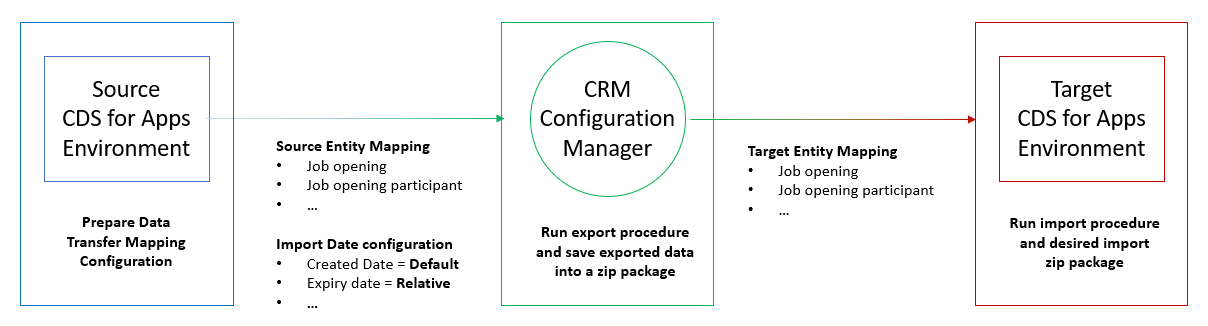 Source
CDS for Apps
Environment
Prepare Data
Transfer Mapping
Configuration
Source Entity Mapping
• Job opening
• Job opening participant
• ...
Import Date configuration
• Created Date = Default
• Expiry date = Relative
• ...
CRM
Configuration
Manager
Run export procedure
and save exported data
into a zip package
Target Entity Mapping
• Job opening
• Job opening participant
• ...
Target
CDS for Apps
Environment
Run import procedure
and desired import
zip package